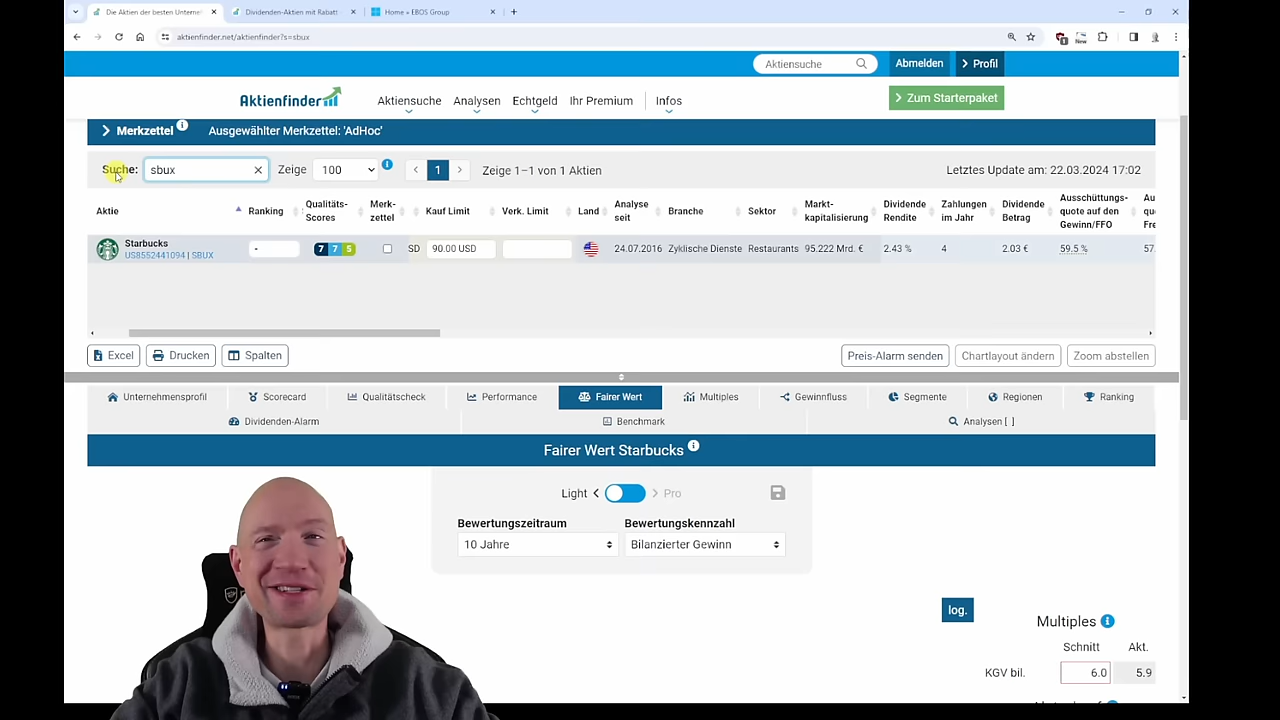 Die Aktien der besten Unterneh
Dividenden-Aktien mit Rabatt
Home » EBOS Group
aktienfinder.net/aktienfinder?s=sbux
New
Aktiensuche
Abmelden
Profil
Aktienfinder
Aktiensuche
Analysen
Echtgeld
Ihr Premium
Infos
Zum Starterpaket
Merkzettel
Ausgewählter Merkzettel: 'AdHoc'
Suche:
sbux
Zeige
100
1
Zeige 1–1 von 1 Aktien
Letztes Update am: 22.03.2024 17:02
Aktie
Ranking
Qualitäts-
Scores
Merk-
zettel
Kauf Limit
Verk. Limit
Land
Analyse
seit
Branche
Sektor
Markt-
kapitalisierung
Dividende
Rendite
Zahlungen
im Jahr
Dividende
Betrag
Ausschüttungs-
quote auf den
Gewinn/FFO
Au
qu
Fre
Starbucks
US8552441094 | SBUX
-
7 7 5
SD
90.00 USD
24.07.2016
Zyklische Dienste
Restaurants
95.222 Mrd. €
2.43 %
4
2.03 €
59.5 %
57.
Excel
Drucken
Spalten
Preis-Alarm senden
Chartlayout ändern
Zoom abstellen
Unternehmensprofil
Scorecard
Qualitätscheck
Performance
Fairer Wert
Multiples
Gewinnfluss
Segmente
Regionen
Ranking
Dividenden-Alarm
Benchmark
Analysen [ ]
Fairer Wert Starbucks
Light
Pro
Bewertungszeitraum
Bewertungskennzahl
10 Jahre
Bilanzierter Gewinn
log.
Multiples
Schnitt
Akt.
KGV bil.
6.0
5.9